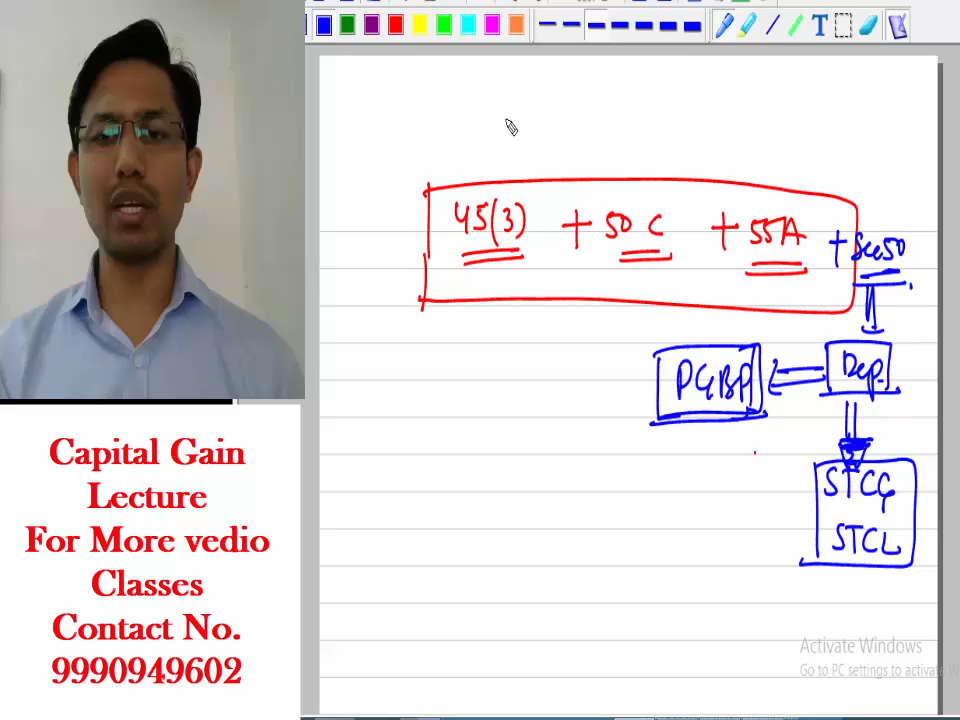 45(3) + 50 C + 55A + Sec50
PGBP
Dep.
STCG
STCL
Capital Gain
Lecture
For More vedio
Classes
Contact No.
9990949602
T
Activate Windows
Go to PC settings to activate W